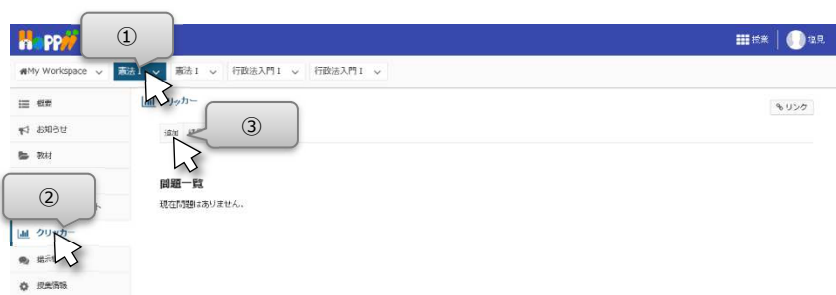 HoPPii
①
授業
塩見
My Workspace
憲法 I
憲法 I
行政法入門 I
行政法入門 I
概要
クリッカー
リンク
お知らせ
追加
③
教材
問題一覧
②
現在問題はありません。
クリッカー
授業情報